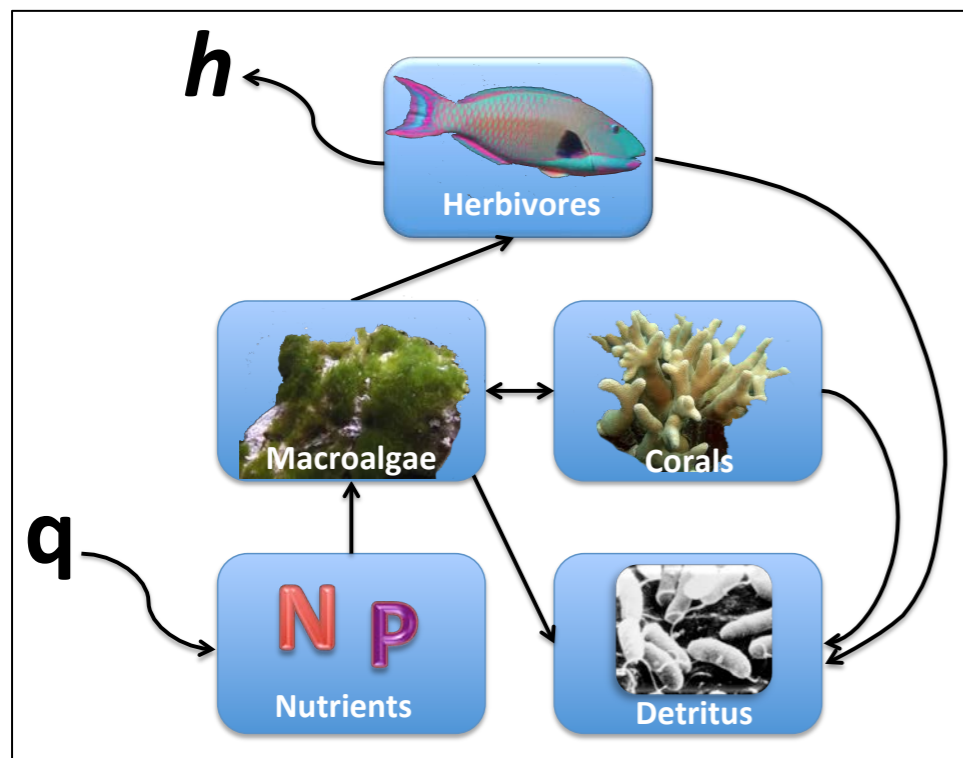 h
Herbivores
Macroalgae
Corals
q
N P
Nutrients
Detritus